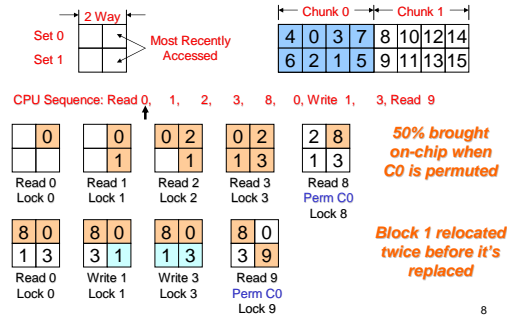 2 Way
Set 0
Set 1
Most Recently
Accessed
Chunk 0 Chunk 1
4 0 3 7 8 10 12 14
6 2 1 5 9 11 13 15
CPU Sequence: Read 0, 1, 2, 3, 8, 0, Write 1, 3, Read 9
0 0 0 2 0 2 2 8
1 1 1 3 1 3
Read 0 Read 1 Read 2 Read 3 Read 8
Lock 0 Lock 1 Lock 2 Lock 3 Perm C0
Lock 8
50% brought
on-chip when
C0 is permuted
8 0 8 0 8 0 8 0
1 3 3 1 1 3 3 9
Read 0 Write 1 Write 3 Read 9
Lock 0 Lock 1 Lock 3 Perm C0
Lock 9
Block 1 relocated
twice before it's
replaced
8